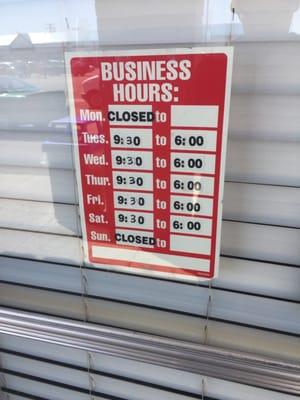 BUSINESS
HOURS:
Mon. CLOSED to
Tues. 9:30 to 6:00
Wed. 9:30 to 6:00
Thur. 9:30 to 6:00
Fri. 9:30 to 6:00
Sat. 9:30 to 6:00
Sun. CLOSED to